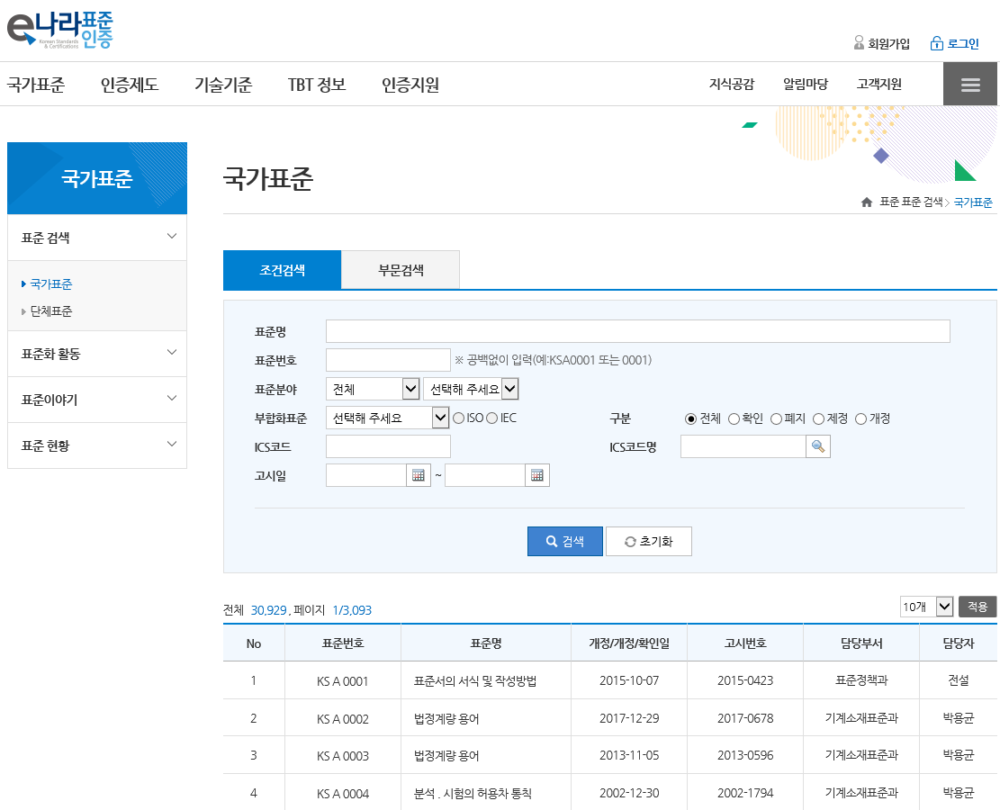 e나라 표준인증
Korean Standards & Certifications
회원가입 로그인
국가표준 인증제도 기술기준 TBT 정보 인증지원 지식공감 알림마당 고객지원
국가표준
표준 검색
국가표준
단체표준
표준화 활동
표준이야기
표준 현황
국가표준
표준 표준 검색 > 국가표준
조건검색 부문검색
표준명
표준번호 ※ 공백없이 입력(예:KSA0001 또는 0001)
표준분야 전체 선택해 주세요
부합화표준 선택해 주세요 ISO IEC 구분 전체 확인 폐지 제정 개정
ICS코드 ICS코드명
고시일 ~
검색 초기화
전체 30,929 , 페이지 1/3,093 10개 적용
No 표준번호 표준명 개정/개정/확인일 고시번호 담당부서 담당자
1 KS A 0001 표준서의 서식 및 작성방법 2015-10-07 2015-0423 표준정책과 전설
2 KS A 0002 법정계량 용어 2017-12-29 2017-0678 기계소재표준과 박용균
3 KS A 0003 법정계량 용어 2013-11-05 2013-0596 기계소재표준과 박용균
4 KS A 0004 분석 . 시험의 허용차 통칙 2002-12-30 2002-1794 기계소재표준과 박용균